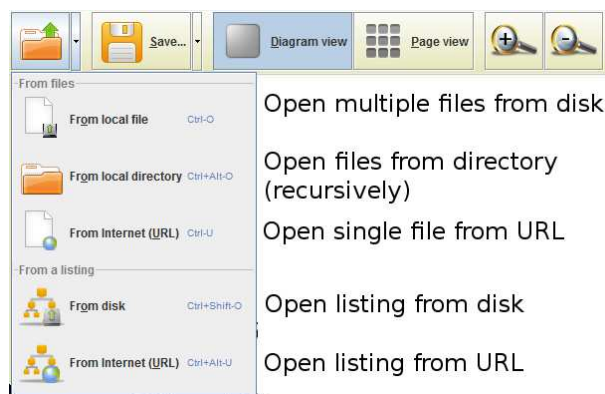 Save... Diagram view Page view
From files
From local file Ctrl-O Open multiple files from disk
From local directory Ctrl+Alt-O Open files from directory
(recursively)
From Internet (URL) Ctrl-U Open single file from URL
From a listing
From disk Ctrl+Shift-O Open listing from disk
From Internet (URL) Ctrl+Alt-U Open listing from URL